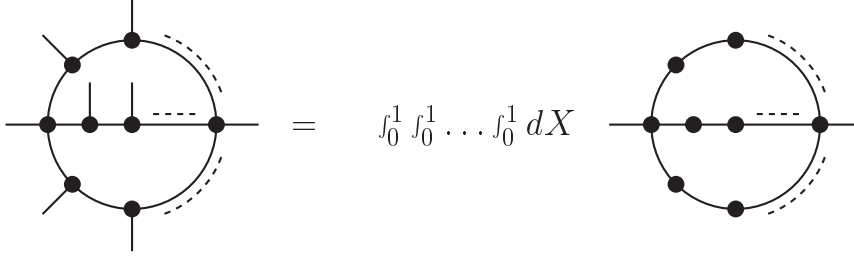 = ∫₀¹ ∫₀¹ … ∫₀¹ dX